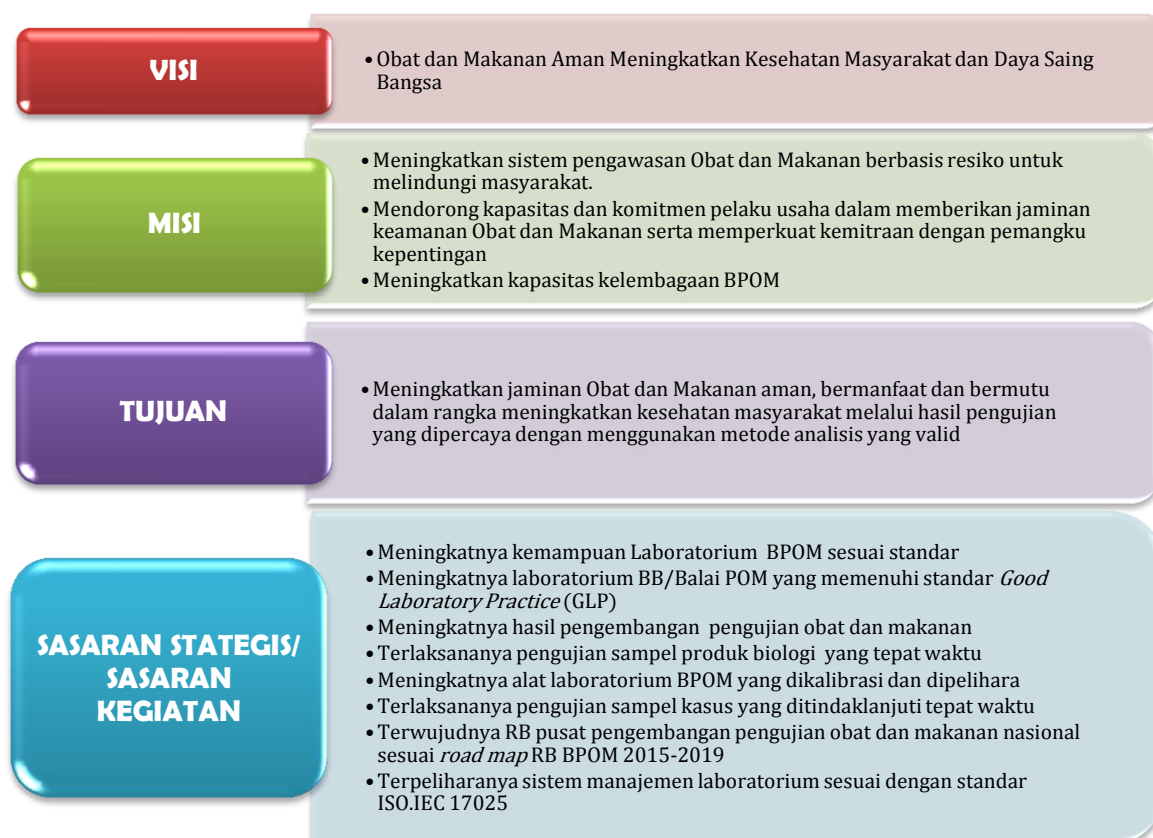 VISI
• Obat dan Makanan Aman Meningkatkan Kesehatan Masyarakat dan Daya Saing
Bangsa
MISI
• Meningkatkan sistem pengawasan Obat dan Makanan berbasis resiko untuk
melindungi masyarakat.
• Mendorong kapasitas dan komitmen pelaku usaha dalam memberikan jaminan
keamanan Obat dan Makanan serta memperkuat kemitraan dengan pemangku
kepentingan
• Meningkatkan kapasitas kelembagaan BPOM
TUJUAN
• Meningkatkan jaminan Obat dan Makanan aman, bermanfaat dan bermutu
dalam rangka meningkatkan kesehatan masyarakat melalui hasil pengujian
yang dipercaya dengan menggunakan metode analisis yang valid
SASARAN STATEGIS/
SASARAN
KEGIATAN
• Meningkatnya kemampuan Laboratorium BPOM sesuai standar
• Meningkatnya laboratorium BB/Balai POM yang memenuhi standar Good
Laboratory Practice (GLP)
• Meningkatnya hasil pengembangan pengujian obat dan makanan
• Terlaksananya pengujian sampel produk biologi yang tepat waktu
• Meningkatnya alat laboratorium BPOM yang dikalibrasi dan dipelihara
• Terlaksananya pengujian sampel kasus yang ditindaklanjuti tepat waktu
• Terwujudnya RB pusat pengembangan pengujian obat dan makanan nasional
sesuai road map RB BPOM 2015-2019
• Terpeliharanya sistem manajemen laboratorium sesuai dengan standar
ISO.IEC 17025